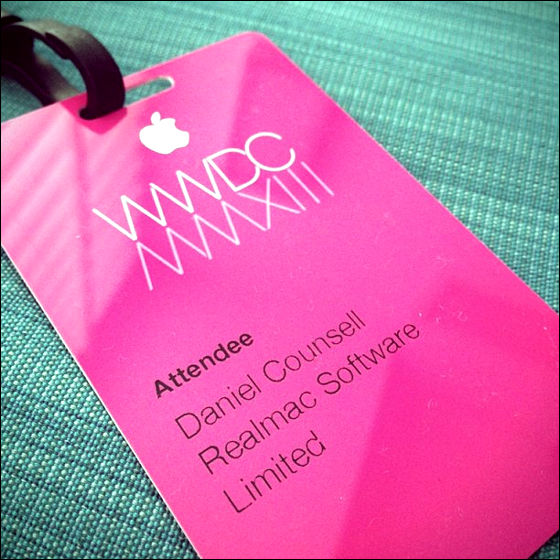 WWDC
MMXIII
Attendee
Daniel Counsell
Realmac Software
Limited